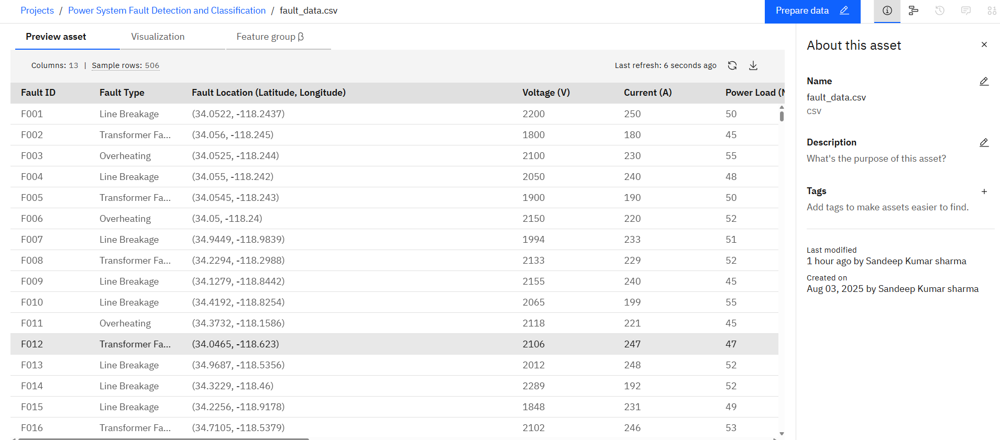 Projects / Power System Fault Detection and Classification / fault_data.csv
Prepare data
Preview asset Visualization Feature group β
Columns: 13 | Sample rows: 506 Last refresh: 6 seconds ago
Fault ID Fault Type Fault Location (Latitude, Longitude) Voltage (V) Current (A) Power Load (
F001 Line Breakage (34.0522, -118.2437) 2200 250 50
F002 Transformer Fa... (34.056, -118.245) 1800 180 45
F003 Overheating (34.0525, -118.244) 2100 230 55
F004 Line Breakage (34.055, -118.242) 2050 240 48
F005 Transformer Fa... (34.0545, -118.243) 1900 190 50
F006 Overheating (34.05, -118.24) 2150 220 52
F007 Line Breakage (34.9449, -118.9839) 1994 233 51
F008 Transformer Fa... (34.2294, -118.2988) 2133 229 52
F009 Line Breakage (34.1279, -118.8442) 2155 240 45
F010 Line Breakage (34.4192, -118.8254) 2065 199 55
F011 Overheating (34.3732, -118.1586) 2118 221 45
F012 Transformer Fa... (34.0465, -118.623) 2106 247 47
F013 Line Breakage (34.9687, -118.5356) 2012 248 52
F014 Line Breakage (34.3229, -118.46) 2289 192 52
F015 Line Breakage (34.2256, -118.9178) 1848 231 49
F016 Transformer Fa... (34.7105, -118.5379) 2102 246 53
About this asset
Name
fault_data.csv
CSV
Description
What's the purpose of this asset?
Tags
Add tags to make assets easier to find.
Last modified
1 hour ago by Sandeep Kumar sharma
Created on
Aug 03, 2025 by Sandeep Kumar sharma